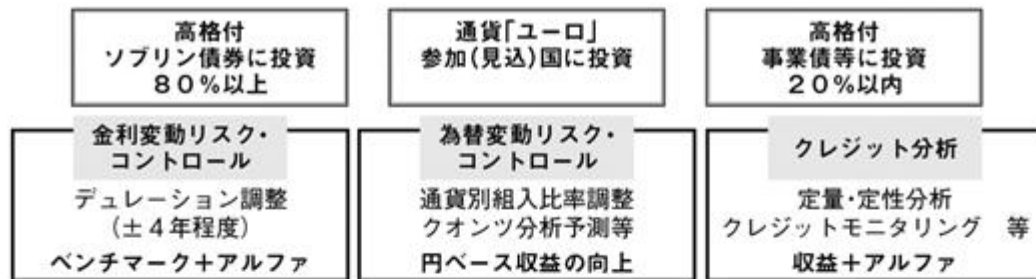 高格付
ソブリン債券に投資
80%以上
通貨「ユーロ」
参加(見込)国に投資
高格付
事業債等に投資
20%以内
金利変動リスク・
コントロール
デュレーション調整
(±4年程度)
ベンチマーク+アルファ
為替変動リスク・
コントロール
通貨別組入比率調整
クオンツ分析予測等
円ベース収益の向上
クレジット分析
定量・定性分析
クレジットモニタリング 等
収益+アルファ